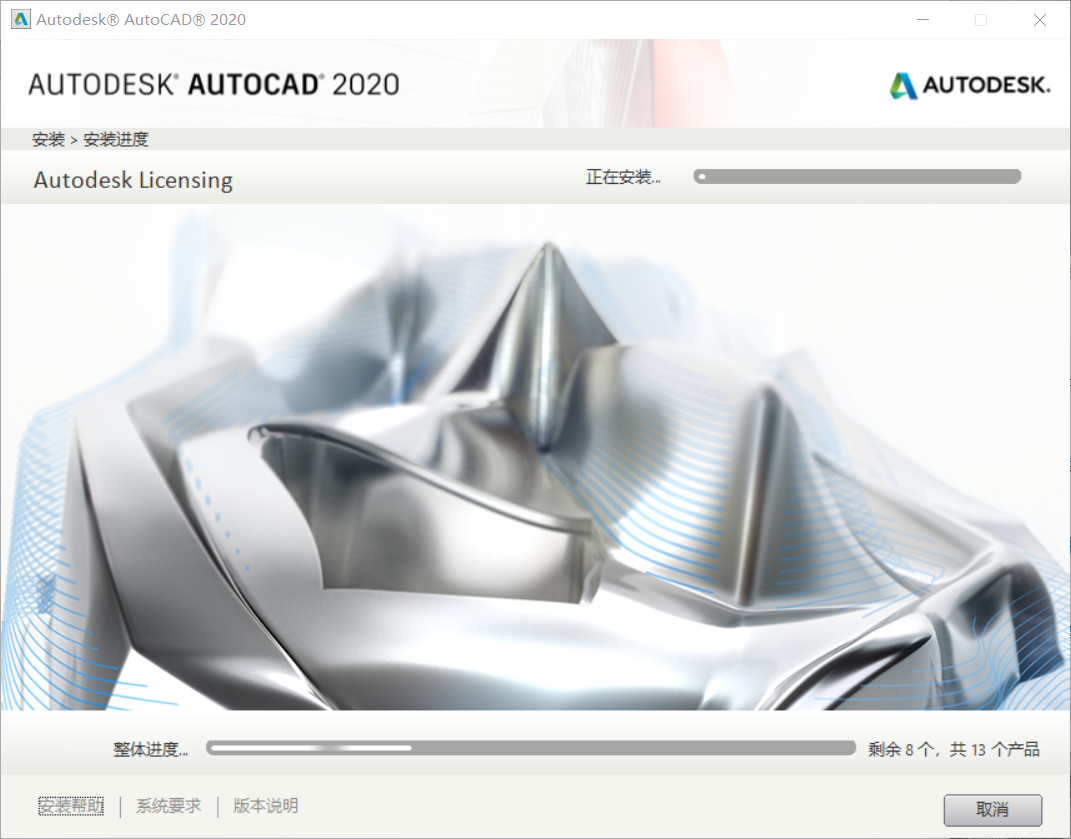 Autodesk® AutoCAD® 2020
AUTODESK® AUTOCAD® 2020
AUTODESK.
安装 > 安装进度
Autodesk Licensing
正在安装...
整体进度...
剩余 8 个，共 13 个产品
安装帮助 | 系统要求 | 版本说明
取消